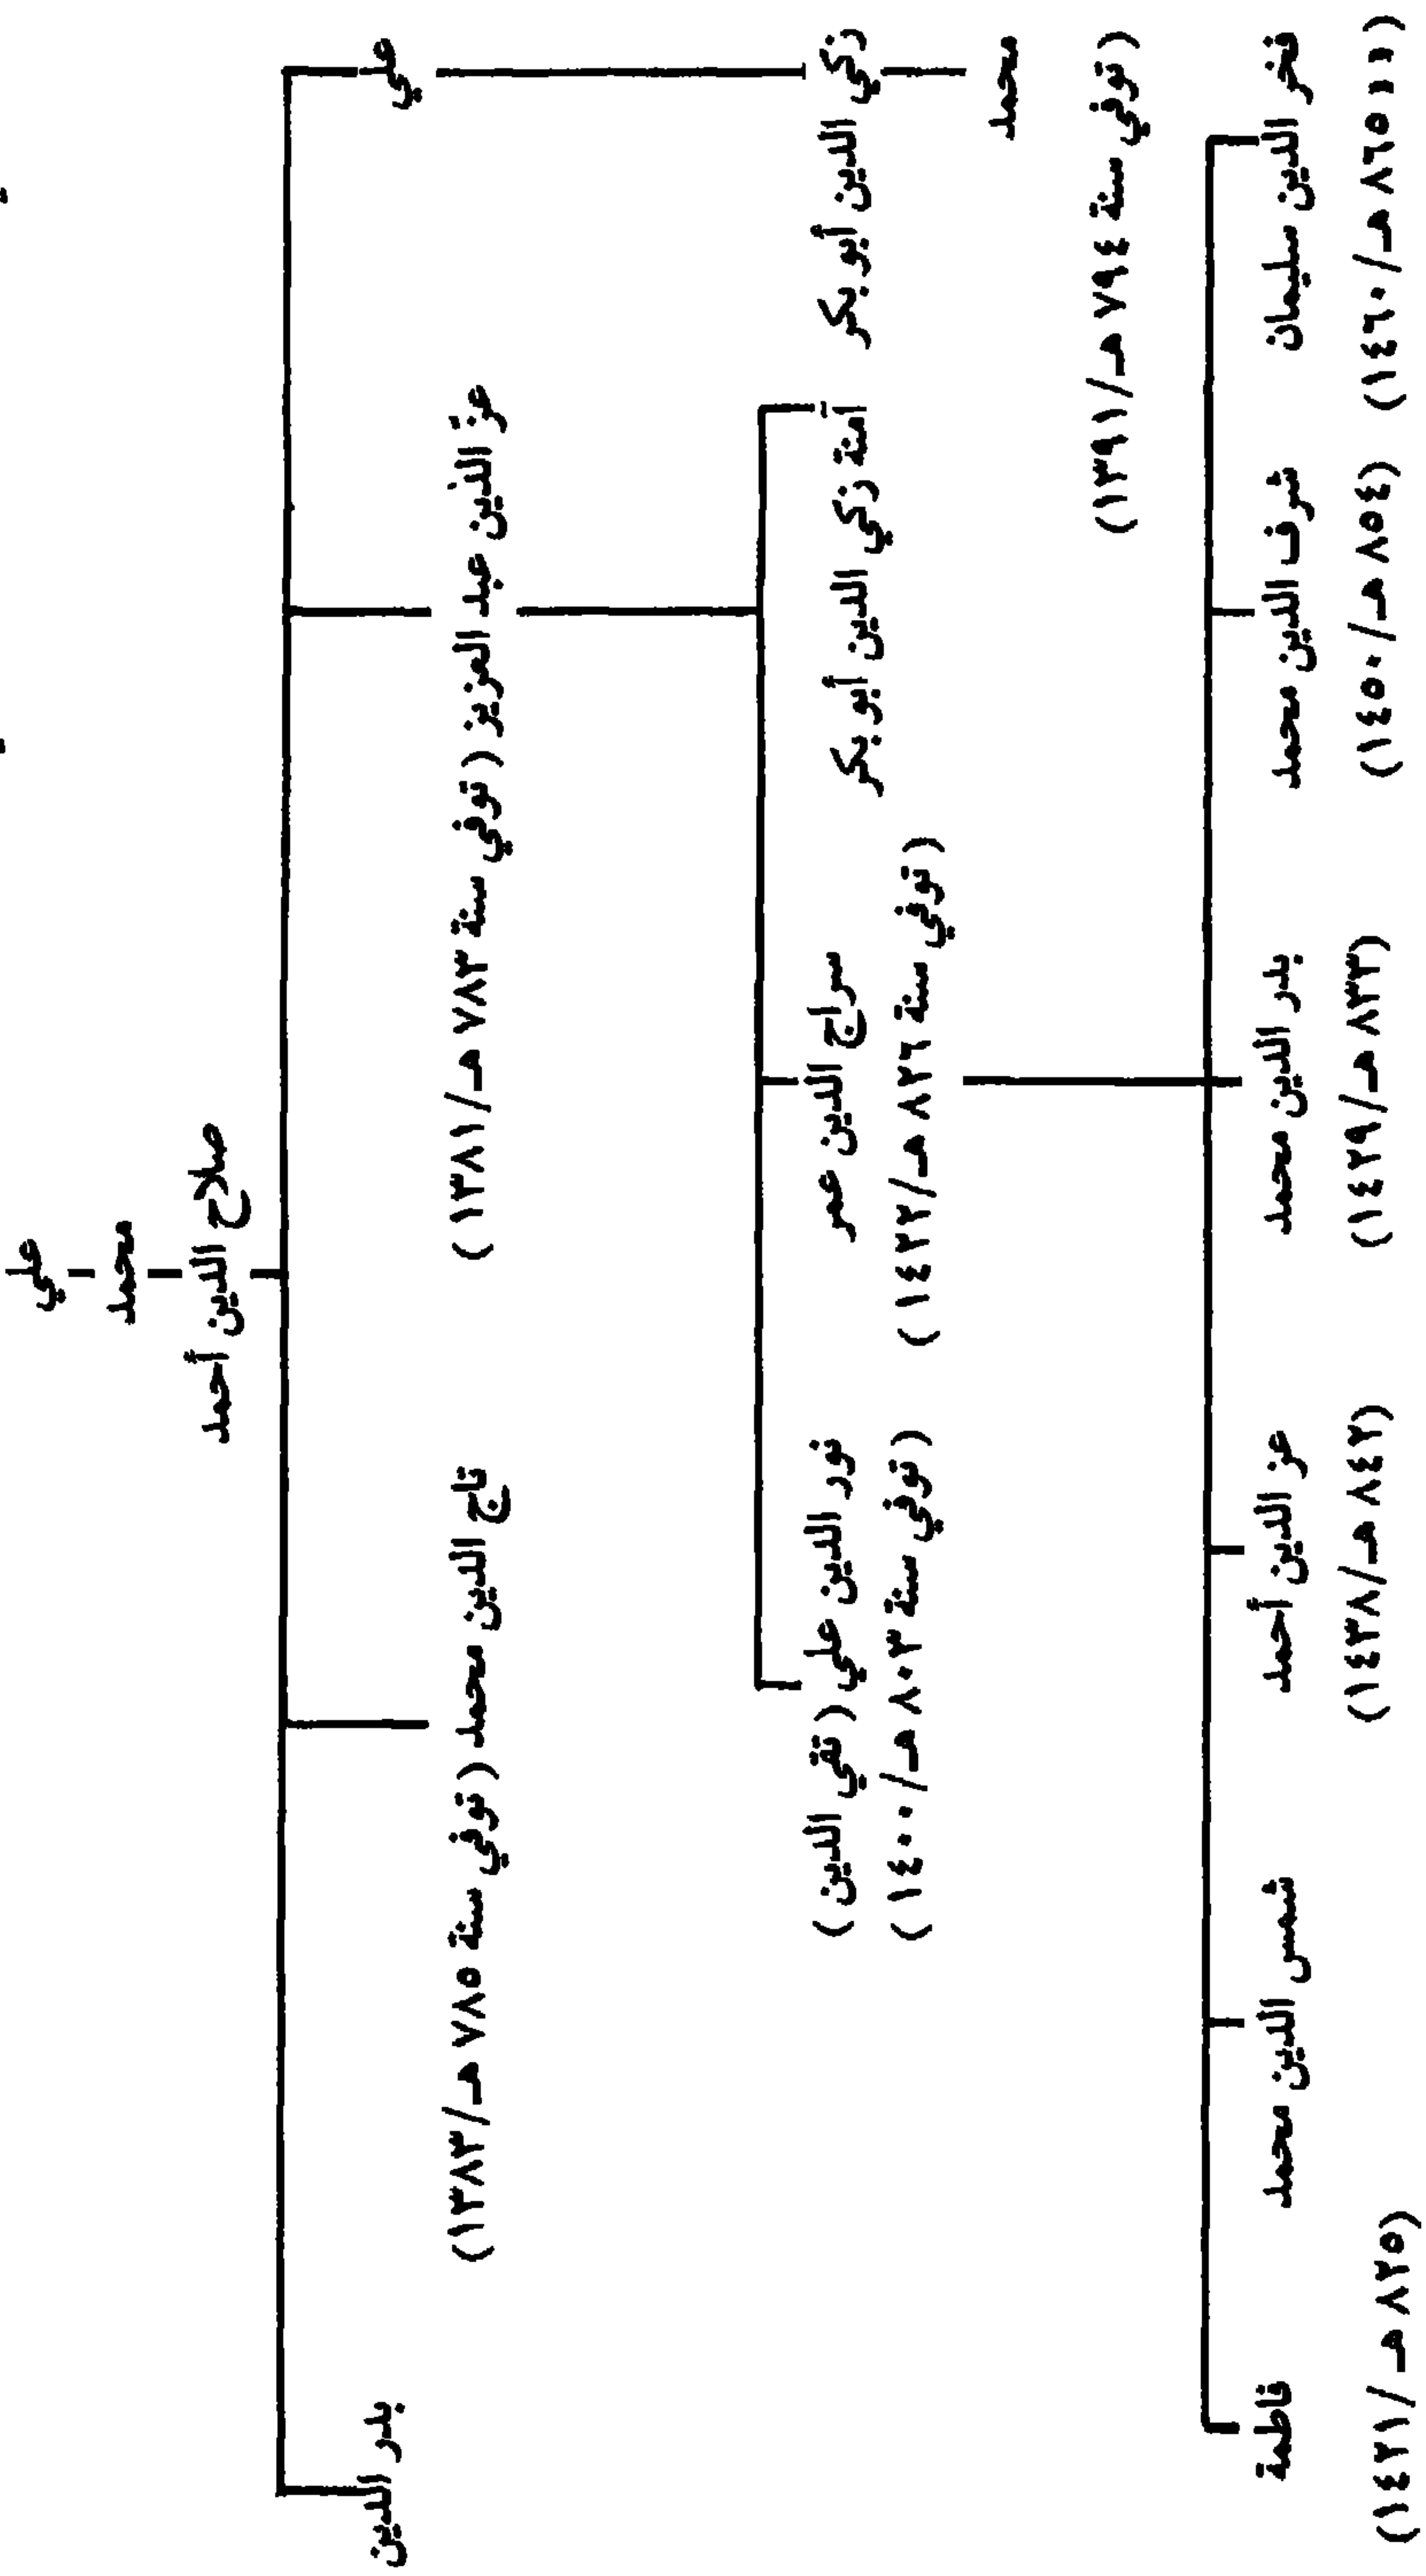 علي
محمد
صلاح الدين أحمد
علي
عزّ الدين عبد العزيز (توفي سنة ٧٨٣ هـ/١٣٨١)
تاج الدين محمد (توفي سنة ٧٨٥ هـ/١٣٨٣)
بدر الدين
زكي الدين أبو بكر
محمد
آمنة زكي الدين أبو بكر
(توفي سنة ٧٩٤ هـ/١٣٩١)
سراج الدين عمر
(توفي سنة ٨٢٦ هـ/١٤٢٢)
نور الدين علي (تقي الدين)
(توفي سنة ٨٠٣ هـ/١٤٠٠)
فخر الدين سليمان
٨٦٥ هـ/١٤٦٠)
شرف الدين محمد
(٨٥٤ هـ/١٤٥٠)
بدر الدين محمد
(٨٣٣ هـ/١٤٢٩)
عز الدين أحمد
(٨٤٢ هـ/١٤٣٨)
شمس الدين محمد
فاطمة
(٨٢٥ هـ/١٤٢١)